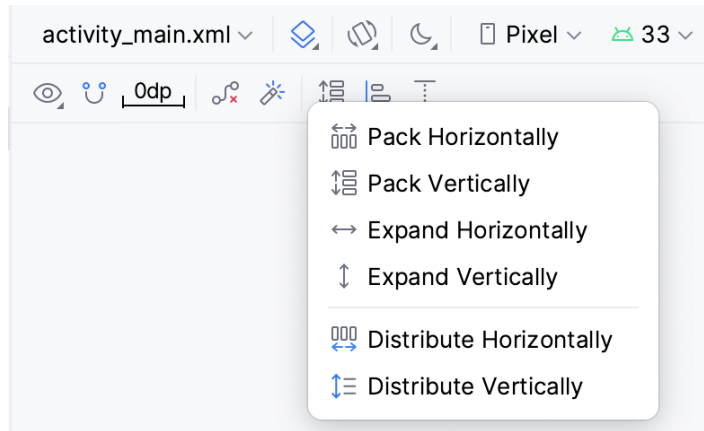 activity_main.xml Pixel 33
0dp
Pack Horizontally
Pack Vertically
Expand Horizontally
Expand Vertically
Distribute Horizontally
Distribute Vertically